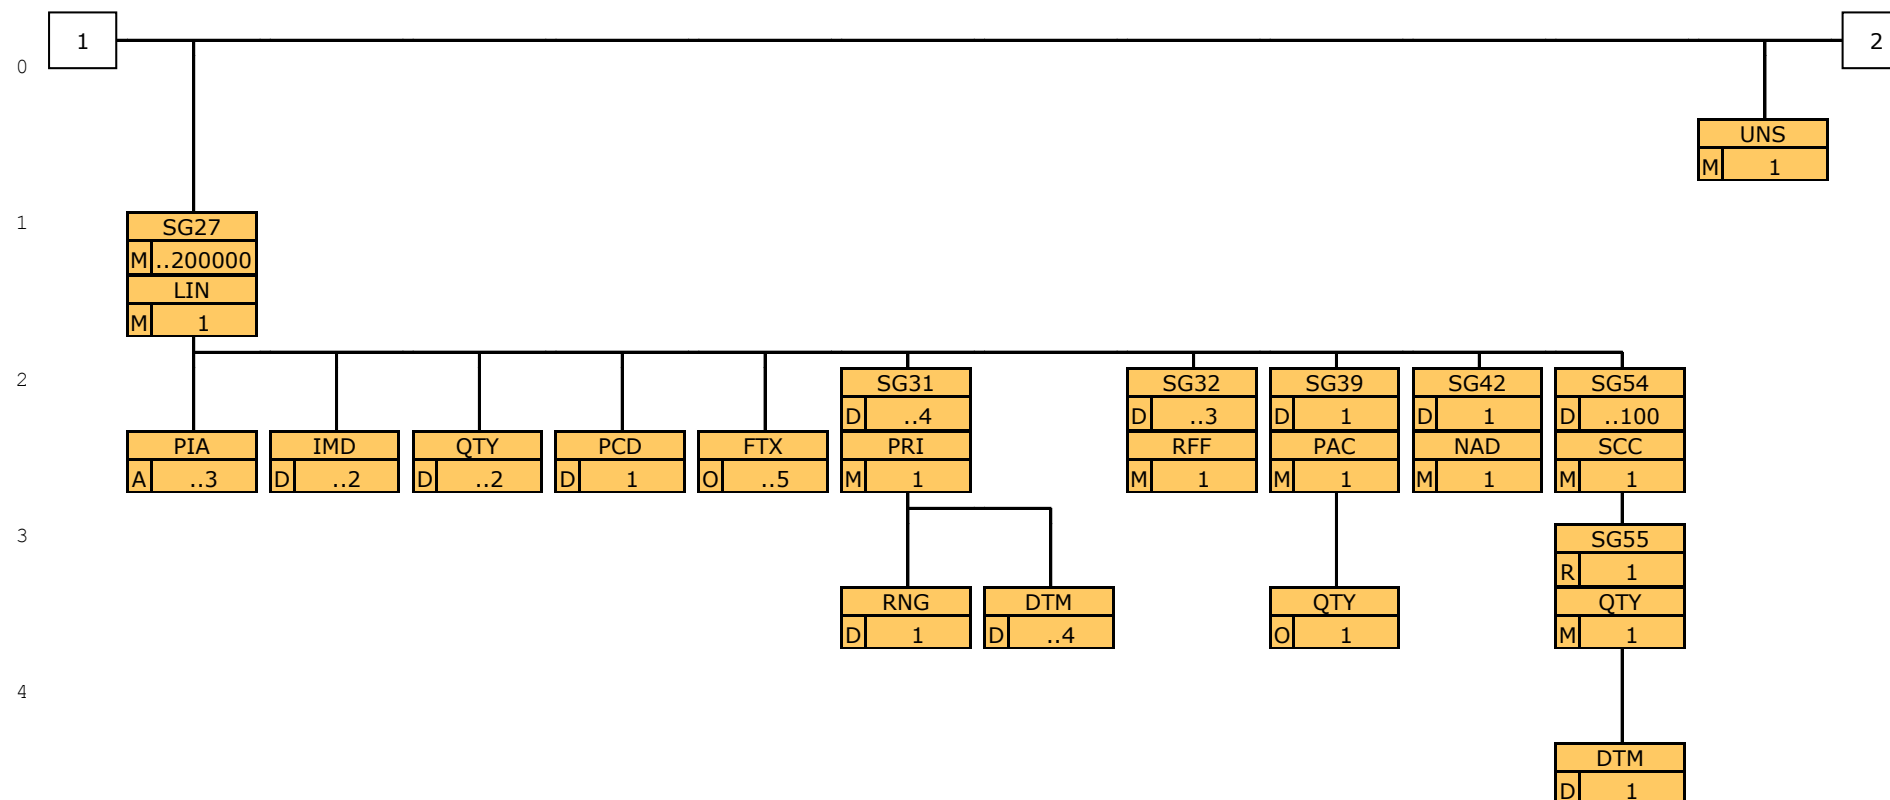 1
2
0
UNS
M 1
1
SG27
M ..200000
LIN
M 1
2
SG31 SG32 SG39 SG42 SG54
D ..4 D ..3 D 1 D 1 D ..100
PIA IMD QTY PCD FTX PRI RFF PAC NAD SCC
A ..3 D ..2 D ..2 D 1 O ..5 M 1 M 1 M 1 M 1 M 1
3
SG55
R 1
RNG DTM QTY QTY
D 1 D ..4 O 1 M 1
4
DTM
D 1